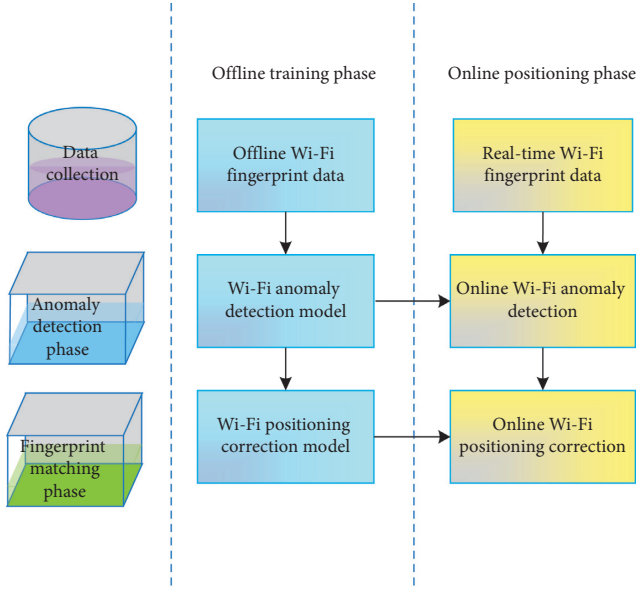 Offline training phase
Online positioning phase
Data
collection
Offline Wi-Fi
fingerprint data
Real-time Wi-Fi
fingerprint data
Anomaly
detection
phase
Wi-Fi anomaly
detection model
Online Wi-Fi anomaly
detection
Fingerprint
matching
phase
Wi-Fi positioning
correction model
Online Wi-Fi
positioning correction